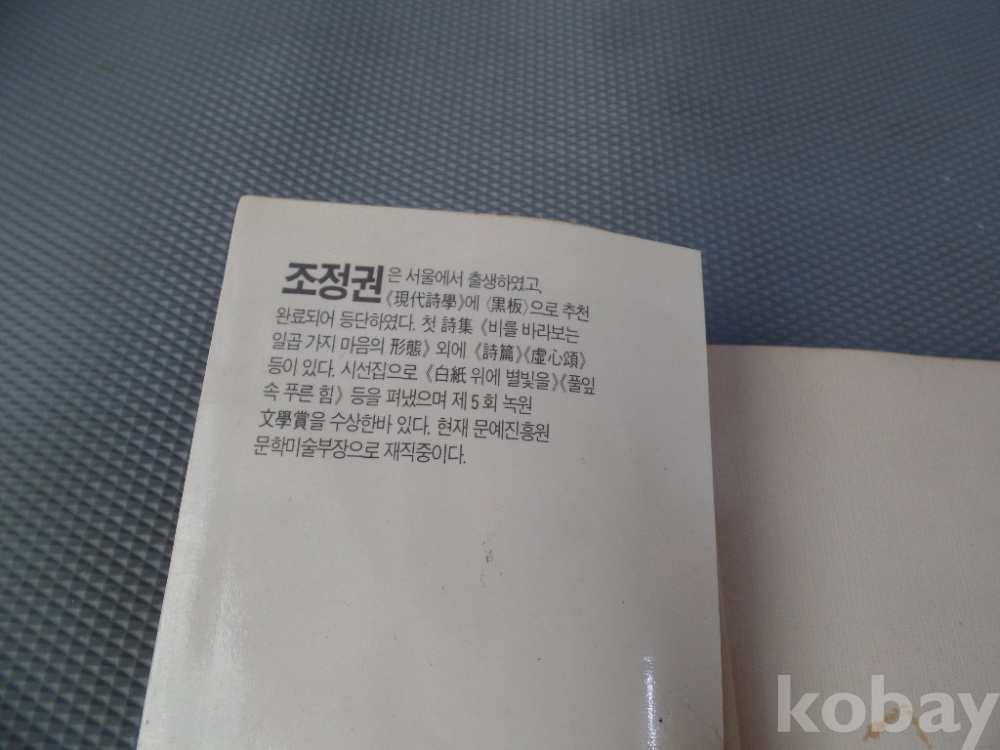 조정권은 서울에서 출생하였고,
《現代詩學》에 〈黑板〉으로 추천
완료되어 등단하였다. 첫 詩集 《비를 바라보는
일곱 가지 마음의 形態》 외에 《詩篇》《虛心頌》
등이 있다. 시선집으로 《白紙 위에 별빛을》《풀잎
속 푸른 힘》 등을 펴냈으며 제 5 회 녹원
文學賞을 수상한바 있다. 현재 문예진흥원
문학미술부장으로 재직중이다.
kobay